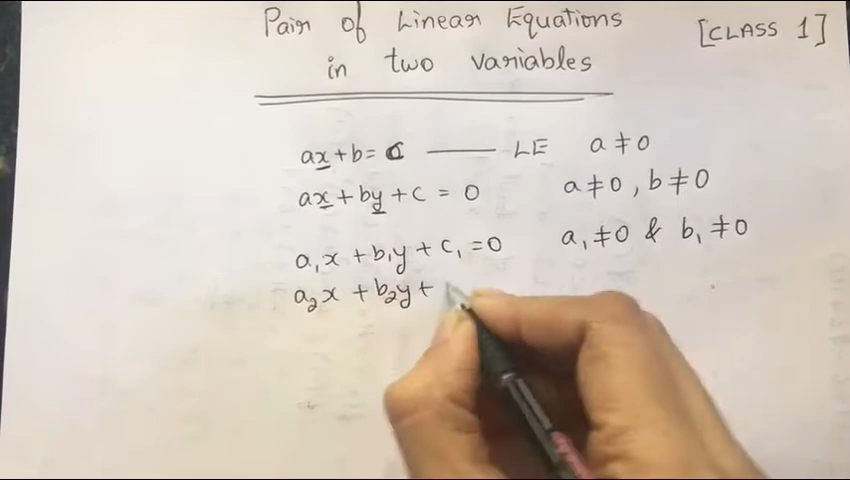 Pair of Linear Equations [CLASS 1]
in two variables
ax + b = c —— LE a ≠ 0
ax + by + c = 0 a ≠ 0, b ≠ 0
a₁x + b₁y + c₁ = 0 a₁ ≠ 0 & b₁ ≠ 0
a₂x + b₂y +